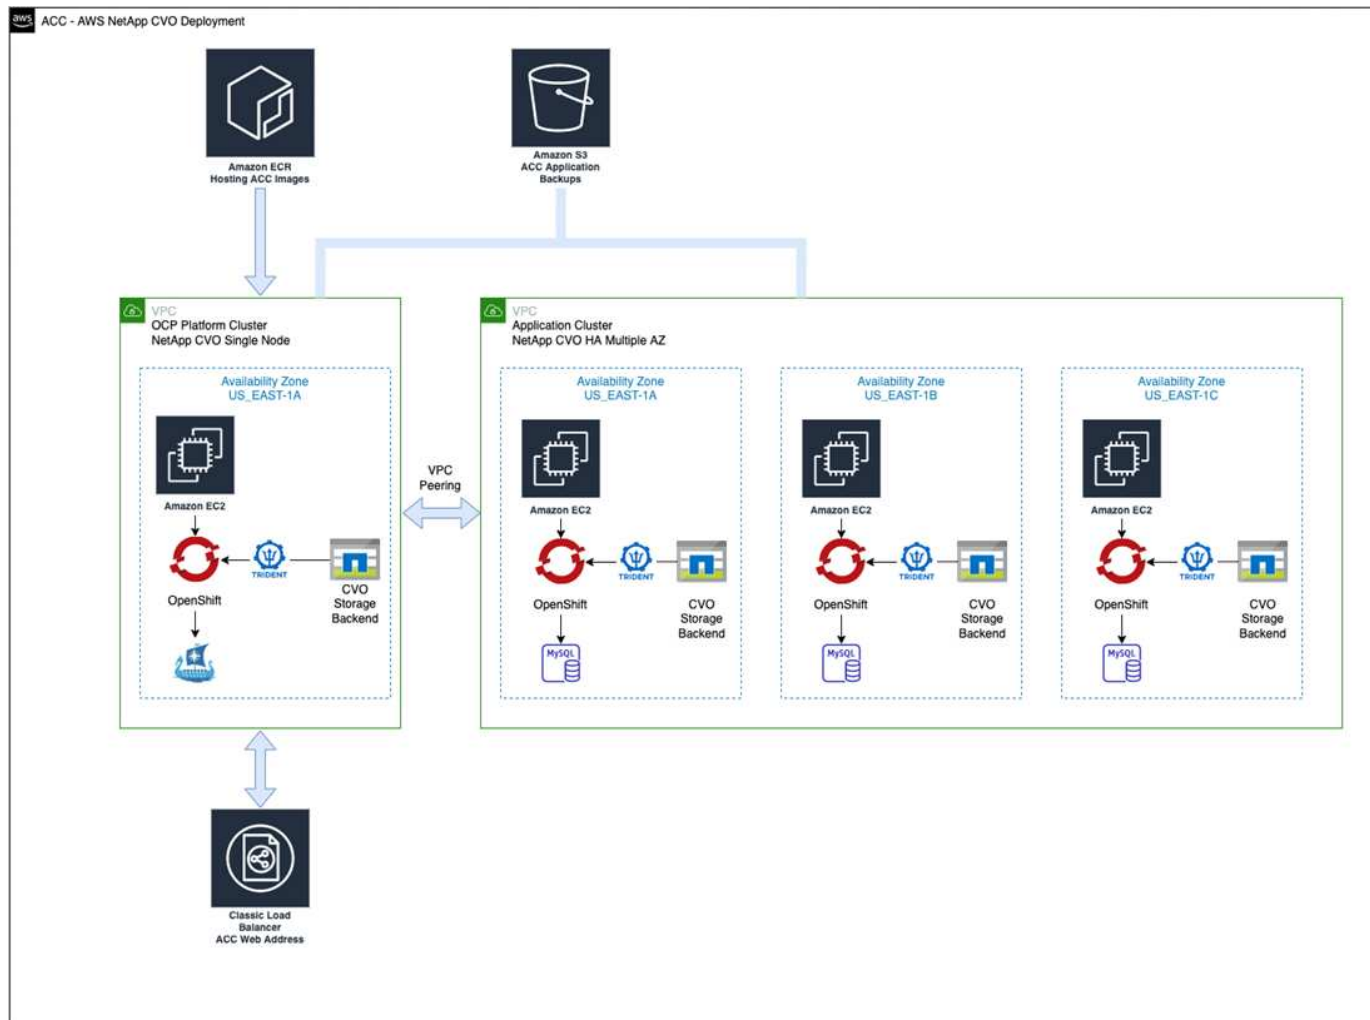 aws
ACC - AWS NetApp CVO Deployment
Amazon ECR
Hosting ACC Images
Amazon S3
ACC Application
Backups
VPC
OCP Platform Cluster
NetApp CVO Single Node
Availability Zone
US_EAST-1A
Amazon EC2
TRIDENT
OpenShift
CVO
Storage
Backend
VPC
Peering
VPC
Application Cluster
NetApp CVO HA Multiple AZ
Availability Zone
US_EAST-1A
Amazon EC2
TRIDENT
OpenShift
CVO
Storage
Backend
MySQL
Availability Zone
US_EAST-1B
Amazon EC2
TRIDENT
OpenShift
CVO
Storage
Backend
MySQL
Availability Zone
US_EAST-1C
Amazon EC2
TRIDENT
OpenShift
CVO
Storage
Backend
MySQL
Classic Load
Balancer
ACC Web Address